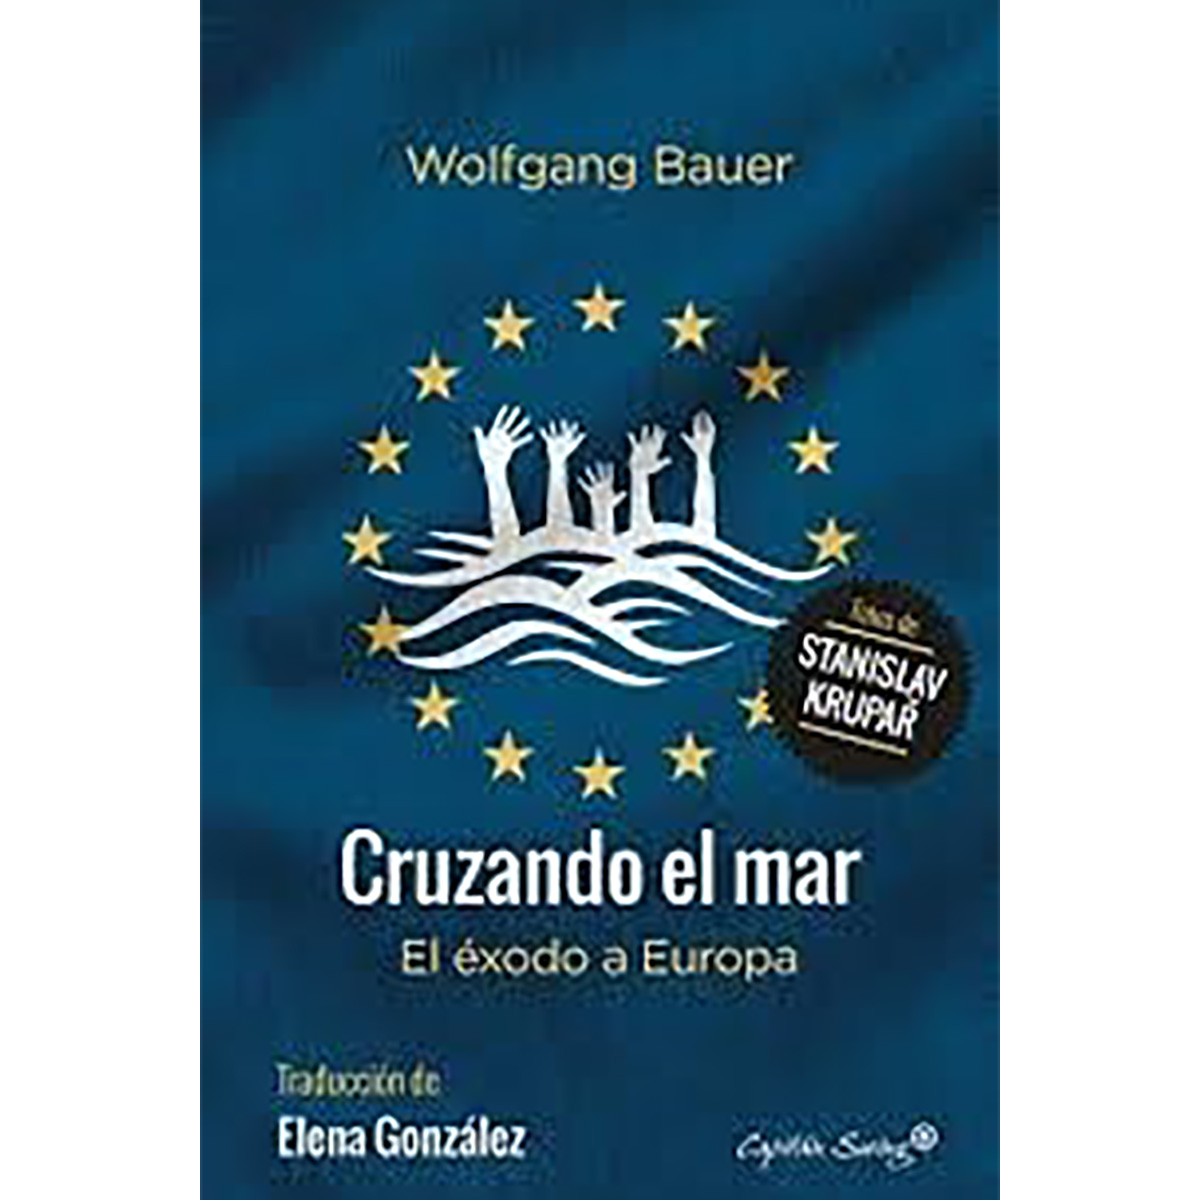 Wolfgang Bauer
Fotos de
STANISLAV
KRUPAŘ
Cruzando el mar
El éxodo a Europa
Traducción de
Elena González
Capitán Swing